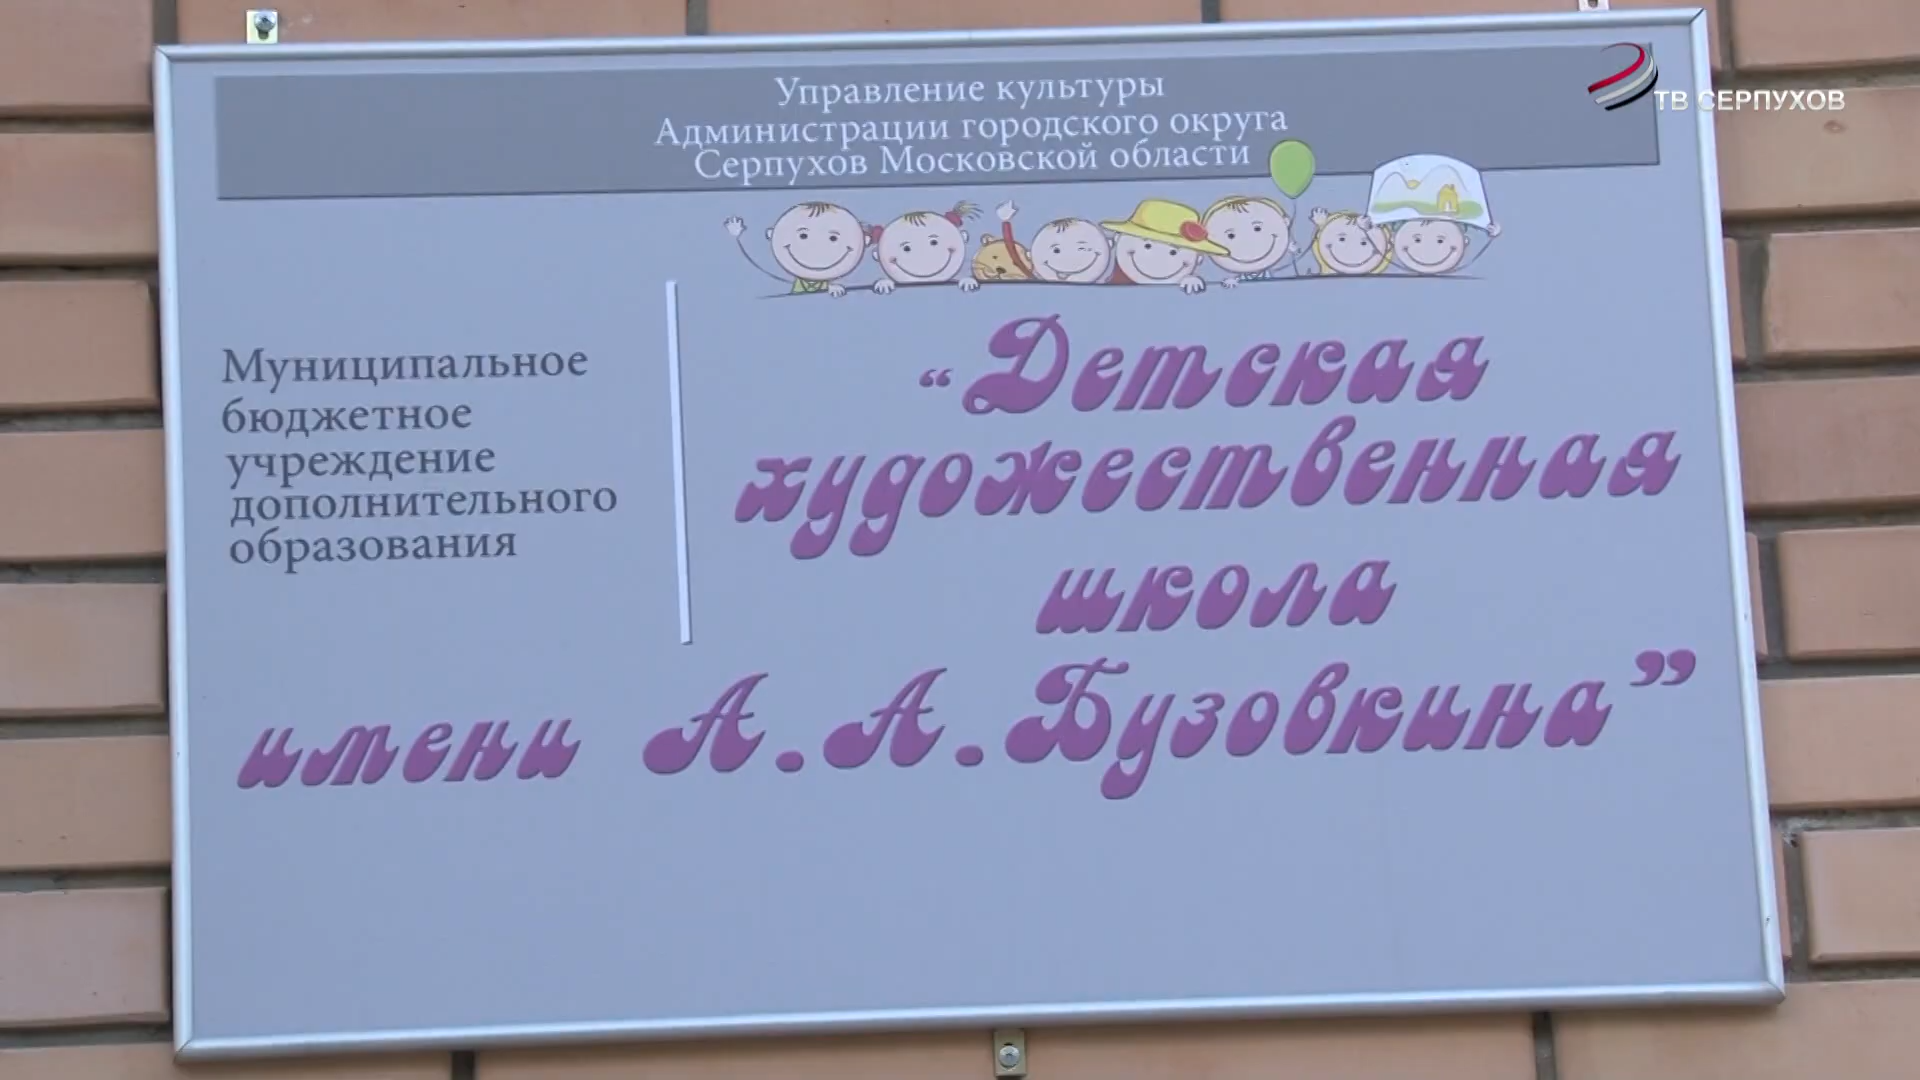 Управление культуры
Администрации городского округа
Серпухов Московской области
ТВ СЕРПУХОВ
Муниципальное
бюджетное
учреждение
дополнительного
образования
“Детская
художественная
школа
имени А.А.Бузовкина”